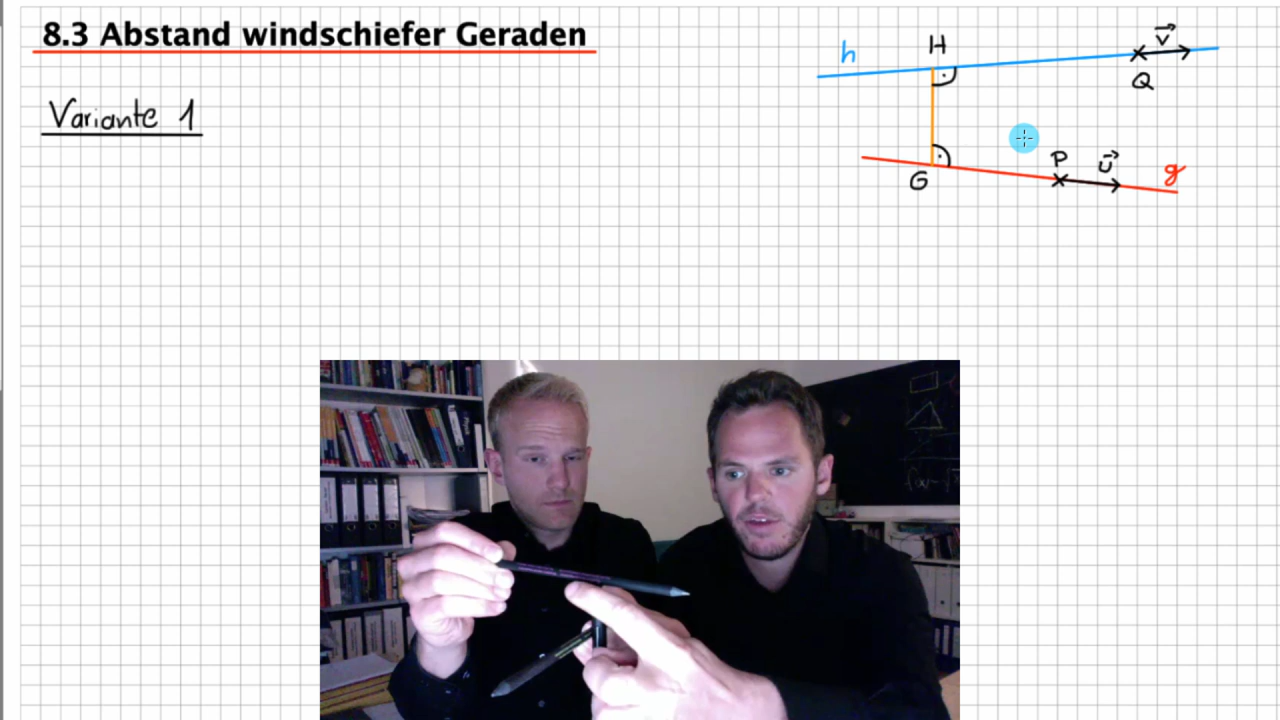 8.3 Abstand windschiefer Geraden
Variante 1
h
H
v
Q
G
P
u
g